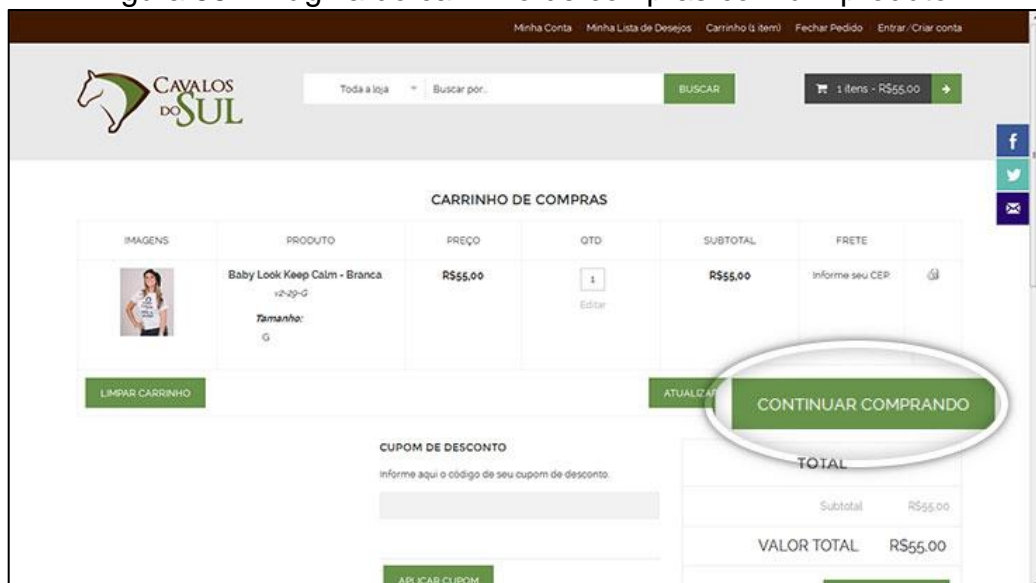 Minha Conta Minha Lista de Desejos Carrinho (1 item) Fechar Pedido Entrar/Criar conta
CAVALOS
DO SUL
Toda a loja Buscar por... BUSCAR 1 itens - R$55,00
CARRINHO DE COMPRAS
IMAGENS PRODUTO PREÇO QTD SUBTOTAL FRETE
Baby Look Keep Calm - Branca R$55,00 1 R$55,00 Informe seu CEP.
v2-29-G Editar
Tamanho:
G
LIMPAR CARRINHO CONTINUAR COMPRANDO
CUPOM DE DESCONTO TOTAL
Informe aqui o código de seu cupom de desconto.
Subtotal R$55,00
VALOR TOTAL R$55,00
APLICAR CUPOM